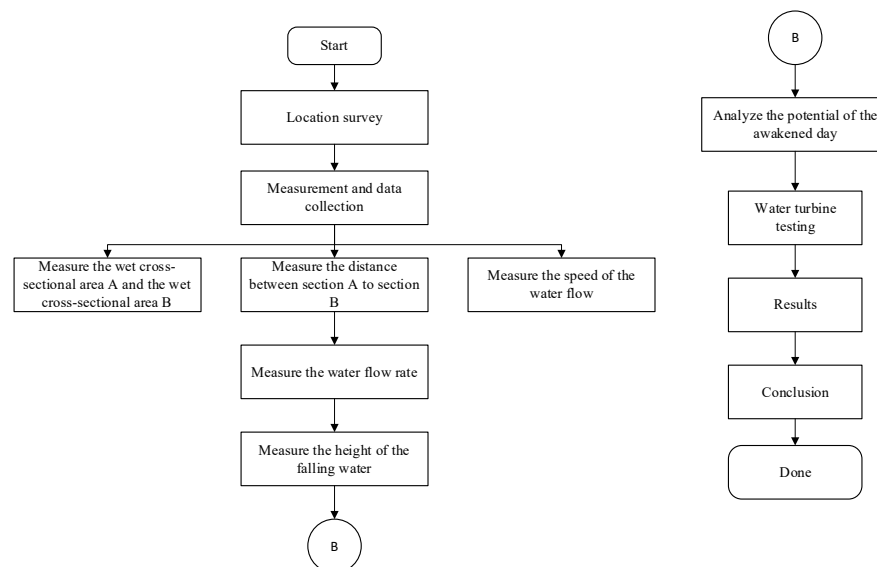 Start
Location survey
Measurement and data
collection
Measure the wet cross-
sectional area A and the wet
cross-sectional area B
Measure the distance
between section A to section
B
Measure the speed of the
water flow
Measure the water flow rate
Measure the height of the
falling water
B
B
Analyze the potential of the
awakened day
Water turbine
testing
Results
Conclusion
Done